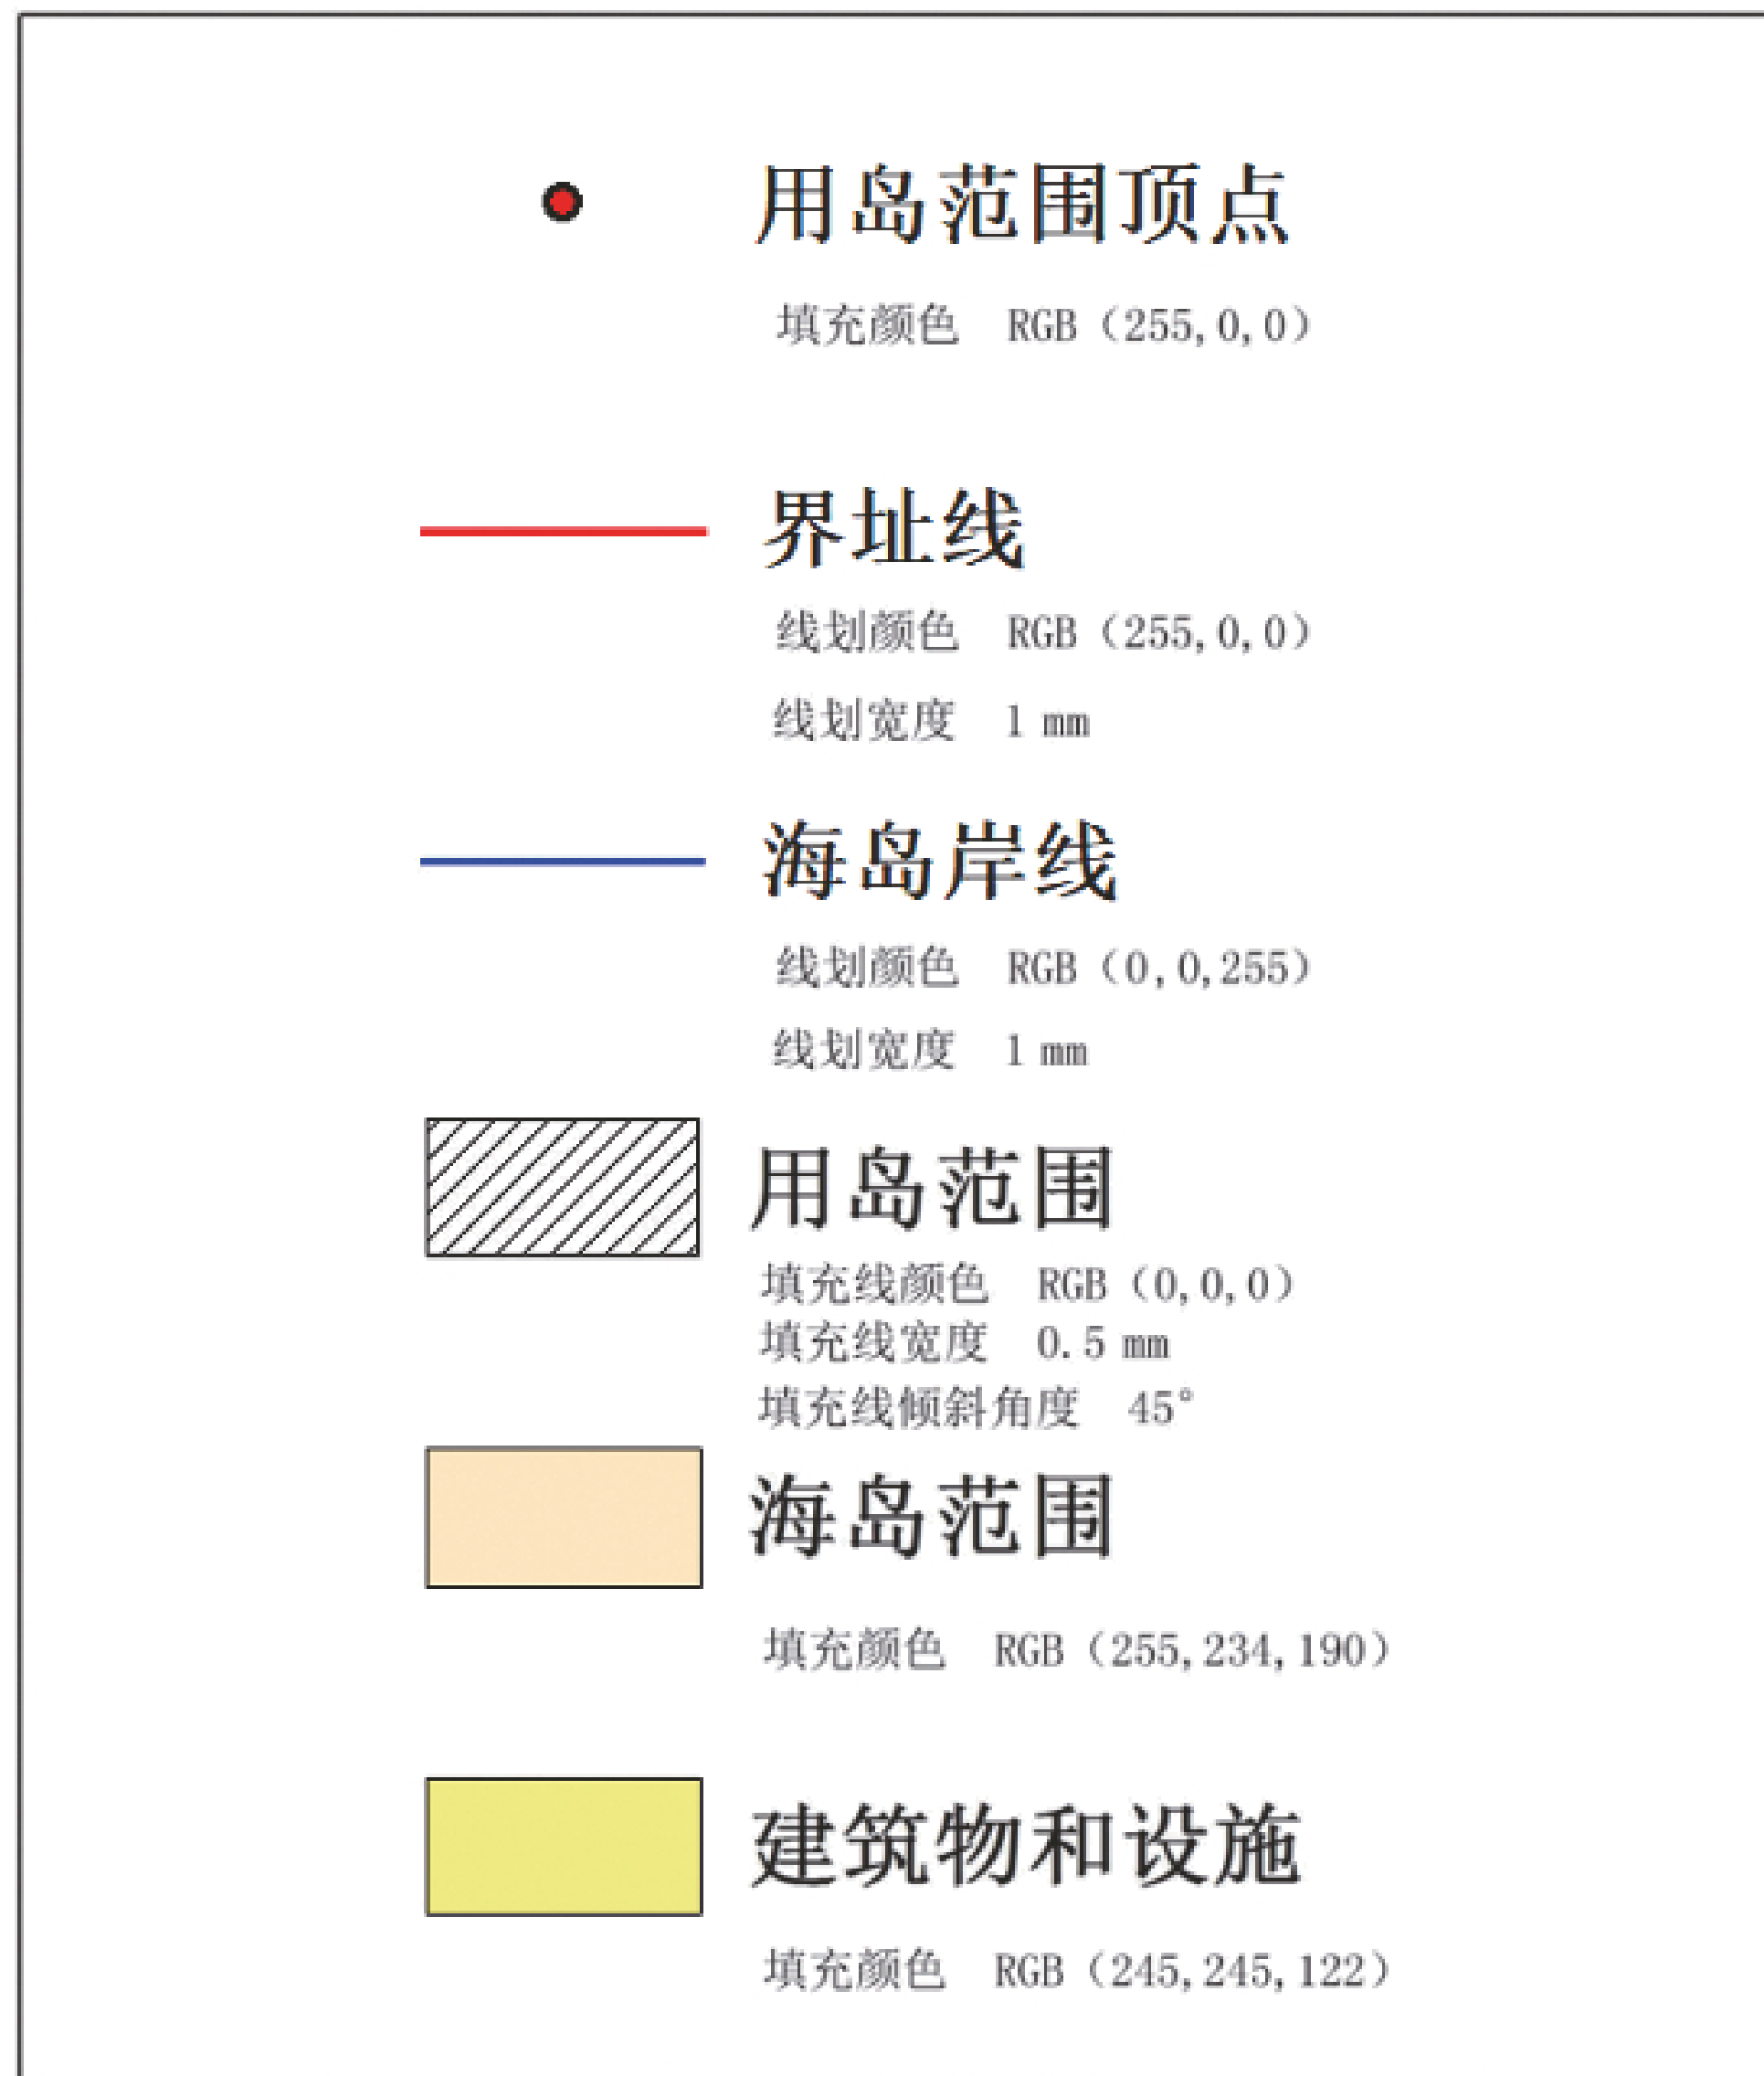 用岛范围顶点
填充颜色 RGB（255,0,0）
界址线
线划颜色 RGB（255,0,0）
线划宽度 1 mm
海岛岸线
线划颜色 RGB（0,0,255）
线划宽度 1 mm
用岛范围
填充线颜色 RGB（0,0,0）
填充线宽度 0.5 mm
填充线倾斜角度 45°
海岛范围
填充颜色 RGB（255,234,190）
建筑物和设施
填充颜色 RGB（245,245,122）